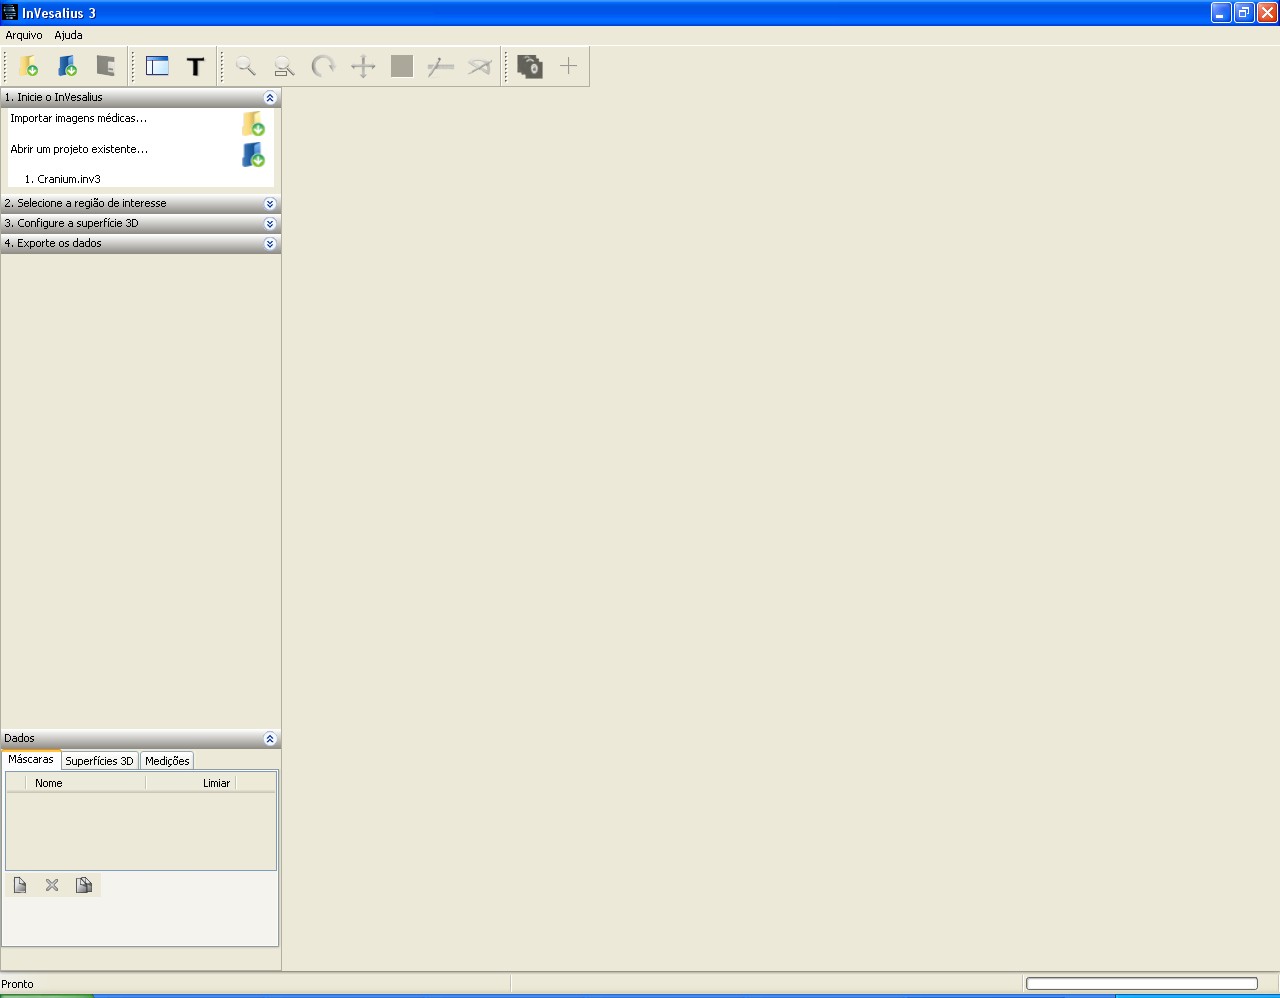 InVesalius 3
Arquivo Ajuda
T
1. Inicie o InVesalius
Importar imagens médicas...
Abrir um projeto existente...
1. Cranium.inv3
2. Selecione a região de interesse
3. Configure a superfície 3D
4. Exporte os dados
Dados
Máscaras Superfícies 3D Medições
Nome Limiar
Pronto